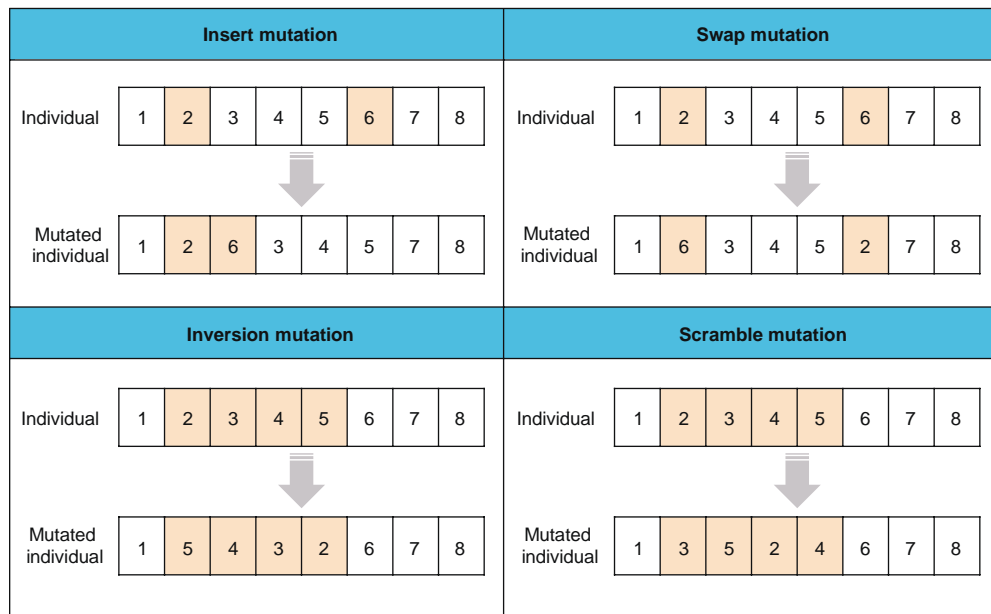 Insert mutation
Individual 1 2 3 4 5 6 7 8
Mutated
individual
1 2 6 3 4 5 7 8
Swap mutation
Individual 1 2 3 4 5 6 7 8
Mutated
individual
1 6 3 4 5 2 7 8
Inversion mutation
Individual 1 2 3 4 5 6 7 8
Mutated
individual
1 5 4 3 2 6 7 8
Scramble mutation
Individual 1 2 3 4 5 6 7 8
Mutated
individual
1 3 5 2 4 6 7 8